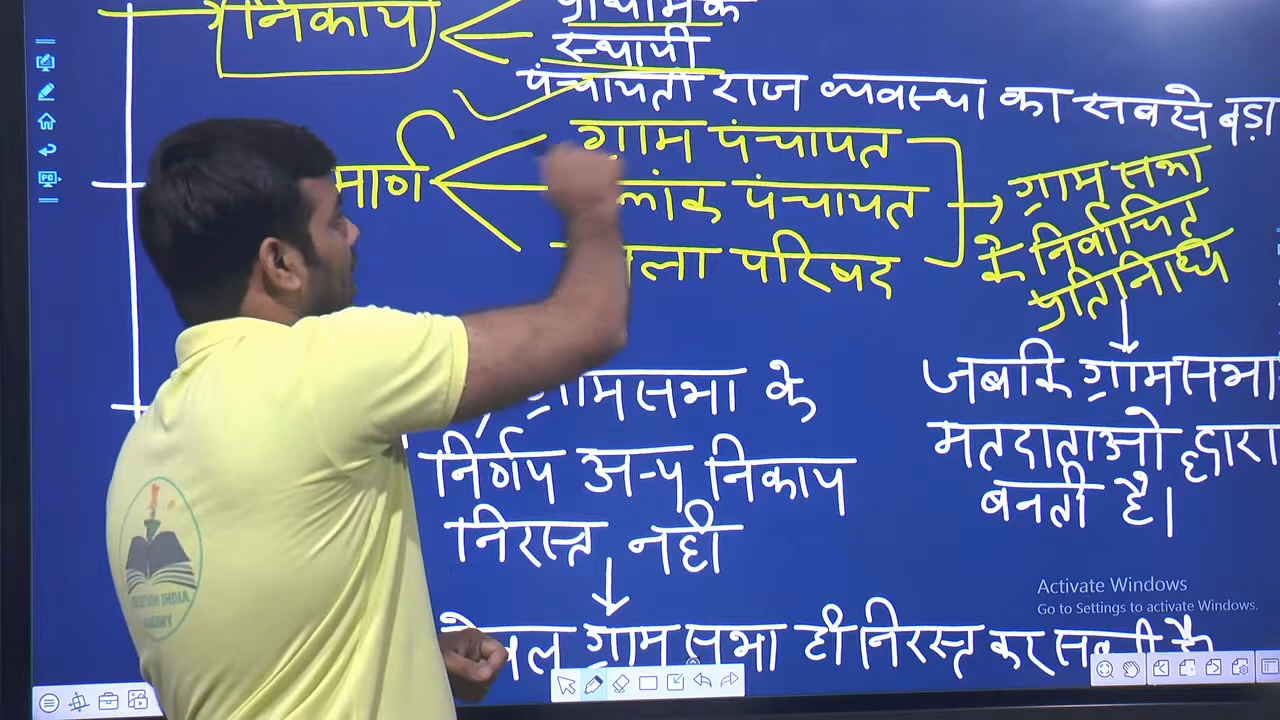 निकाय
प्राथमिक
स्थायी
पंचायती राज व्यवस्था का सबसे बड़ा
मार्ग
ग्राम पंचायत
लॉक पंचायत
ला परिषद
ग्राम सभा
के निर्वाचित
प्रतिनिधि
ग्रामसभा के
निर्णय अन्य निकाय
निरस्त नही
जबकि ग्रामसभा
मतदाताओ द्वारा
बनती है।
ग्राम सभा ही निरस्त कर सकती है
Activate Windows
Go to Settings to activate Windows.